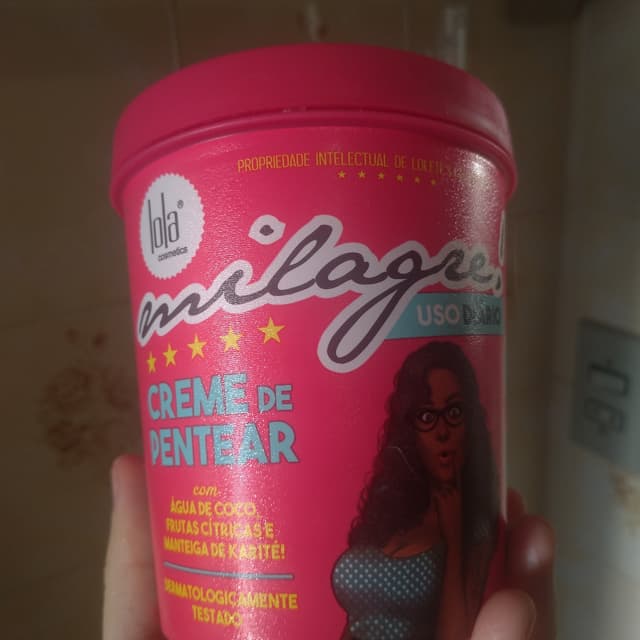 PROPRIEDADE INTELECTUAL DE
lola®
cosmetics
milagre!
USO DIÁRIO
CREME DE
PENTEAR
com
ÁGUA DE COCO,
FRUTAS CÍTRICAS E
MANTEIGA DE KARITÉ!
DERMATOLOGICAMENTE
TESTADO